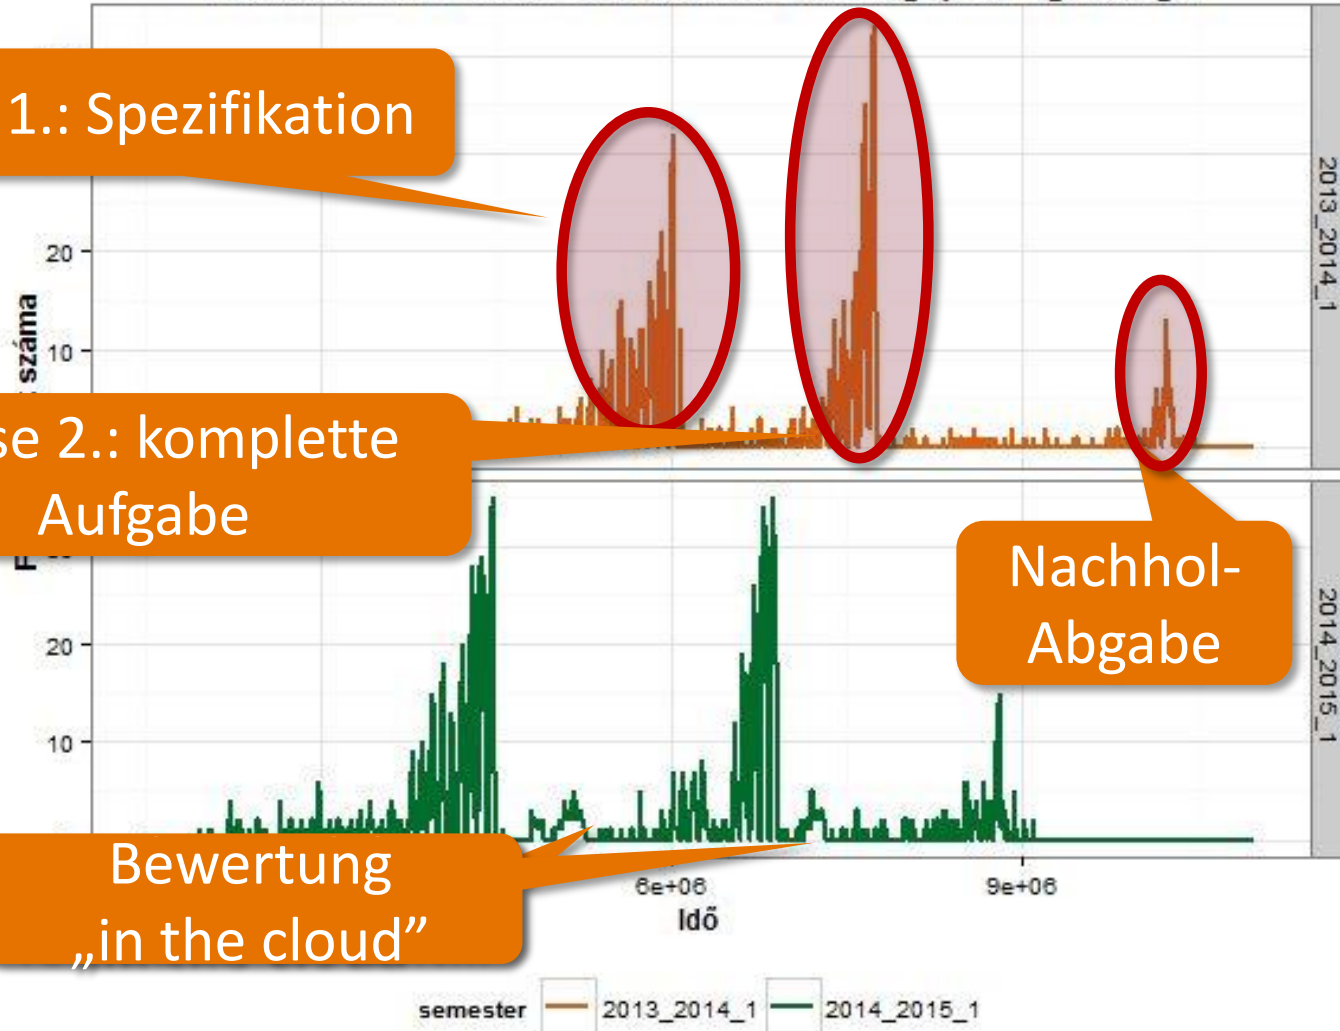 1.: Spezifikation
20
10
száma
2013_2014_1
se 2.: komplette
Aufgabe
Nachhol-
Abgabe
20
10
2014_2015_1
Bewertung
„in the cloud”
6e+06
9e+06
Idő
semester 2013_2014_1 2014_2015_1